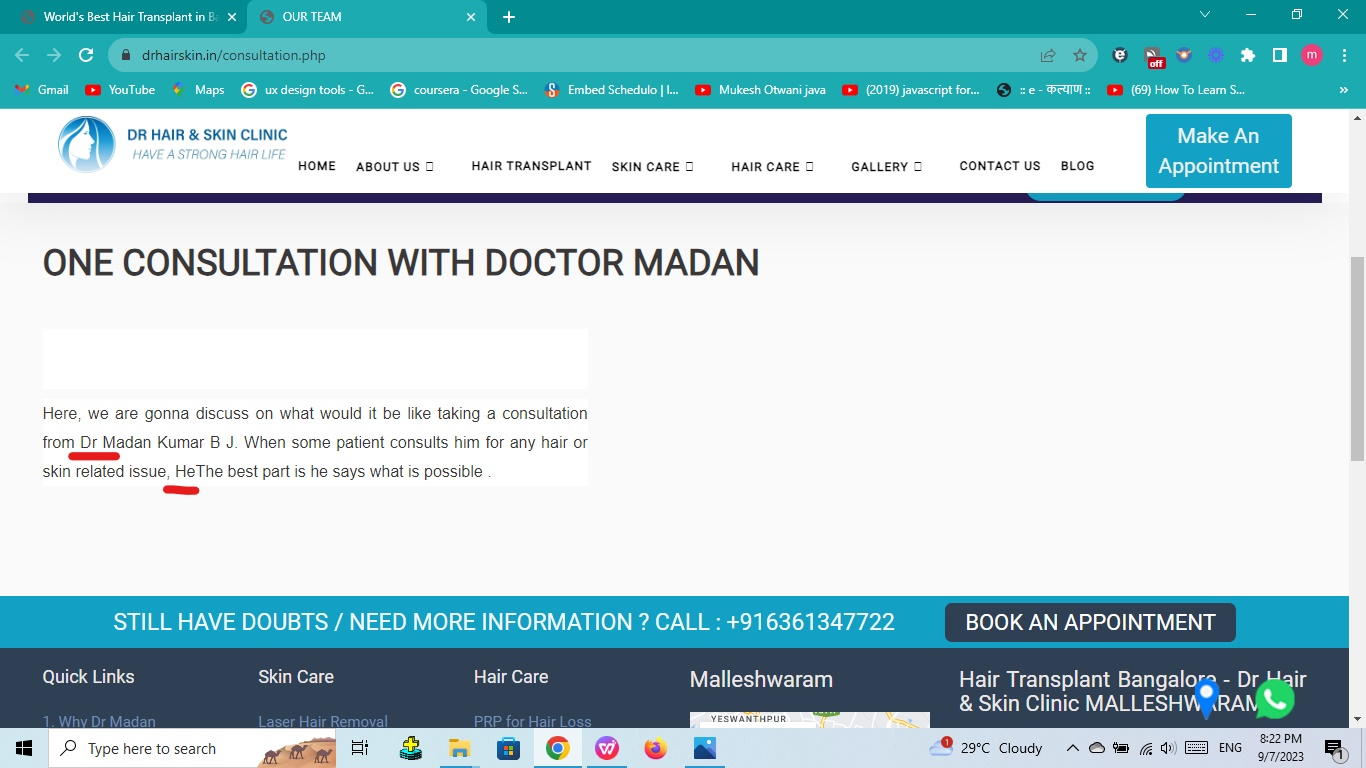 World's Best Hair Transplant in Ba
OUR TEAM
drhairskin.in/consultation.php
off
m
Gmail
YouTube
Maps
ux design tools - G...
coursera - Google S...
Embed Schedulo | I...
Mukesh Otwani java
(2019) javascript for...
:: e - कल्याण ::
(69) How To Learn S...
»
DR HAIR & SKIN CLINIC
HAVE A STRONG HAIR LIFE
HOME
ABOUT US
HAIR TRANSPLANT
SKIN CARE
HAIR CARE
GALLERY
CONTACT US
BLOG
Make An
Appointment
ONE CONSULTATION WITH DOCTOR MADAN
Here, we are gonna discuss on what would it be like taking a consultation
from Dr Madan Kumar B J. When some patient consults him for any hair or
skin related issue, HeThe best part is he says what is possible .
STILL HAVE DOUBTS / NEED MORE INFORMATION ? CALL : +916361347722
BOOK AN APPOINTMENT
Quick Links
Skin Care
Hair Care
Malleshwaram
Hair Transplant Bangalore - Dr Hair
& Skin Clinic MALLESHWARAM
1. Why Dr Madan
Laser Hair Removal
PRP for Hair Loss
YESWANTHPUR
Type here to search
1
29°C Cloudy
ENG
8:22 PM
9/7/2023
1